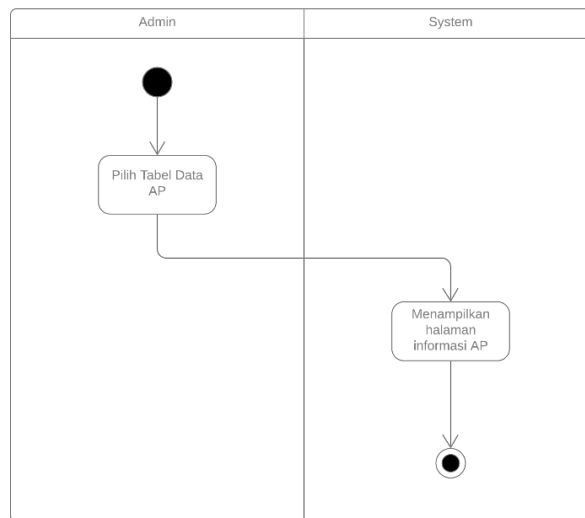 Admin
System
Pilih Tabel Data
AP
Menampilkan
halaman
informasi AP